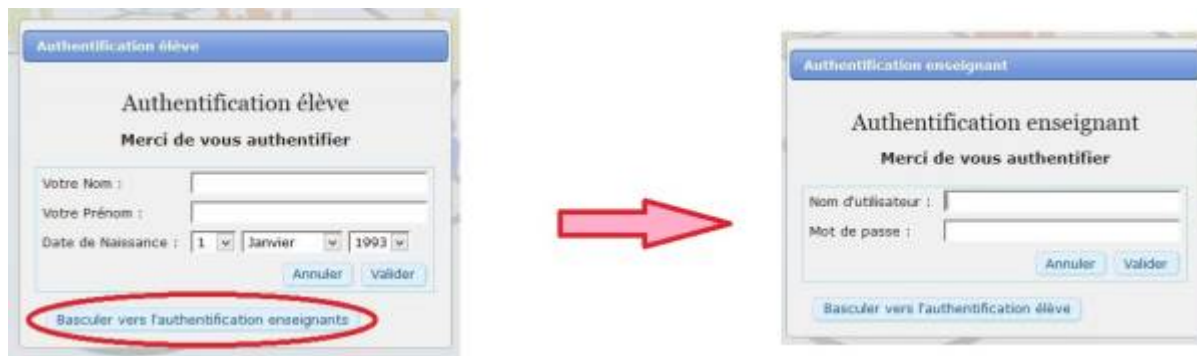 Authentification élève
Authentification élève
Merci de vous authentifier
Votre Nom :
Votre Prénom :
Date de Naissance : 1 Janvier 1993
Annuler Valider
Basculer vers l'authentification enseignants
Authentification enseignant
Authentification enseignant
Merci de vous authentifier
Nom d'utilisateur :
Mot de passe :
Annuler Valider
Basculer vers l'authentification élève